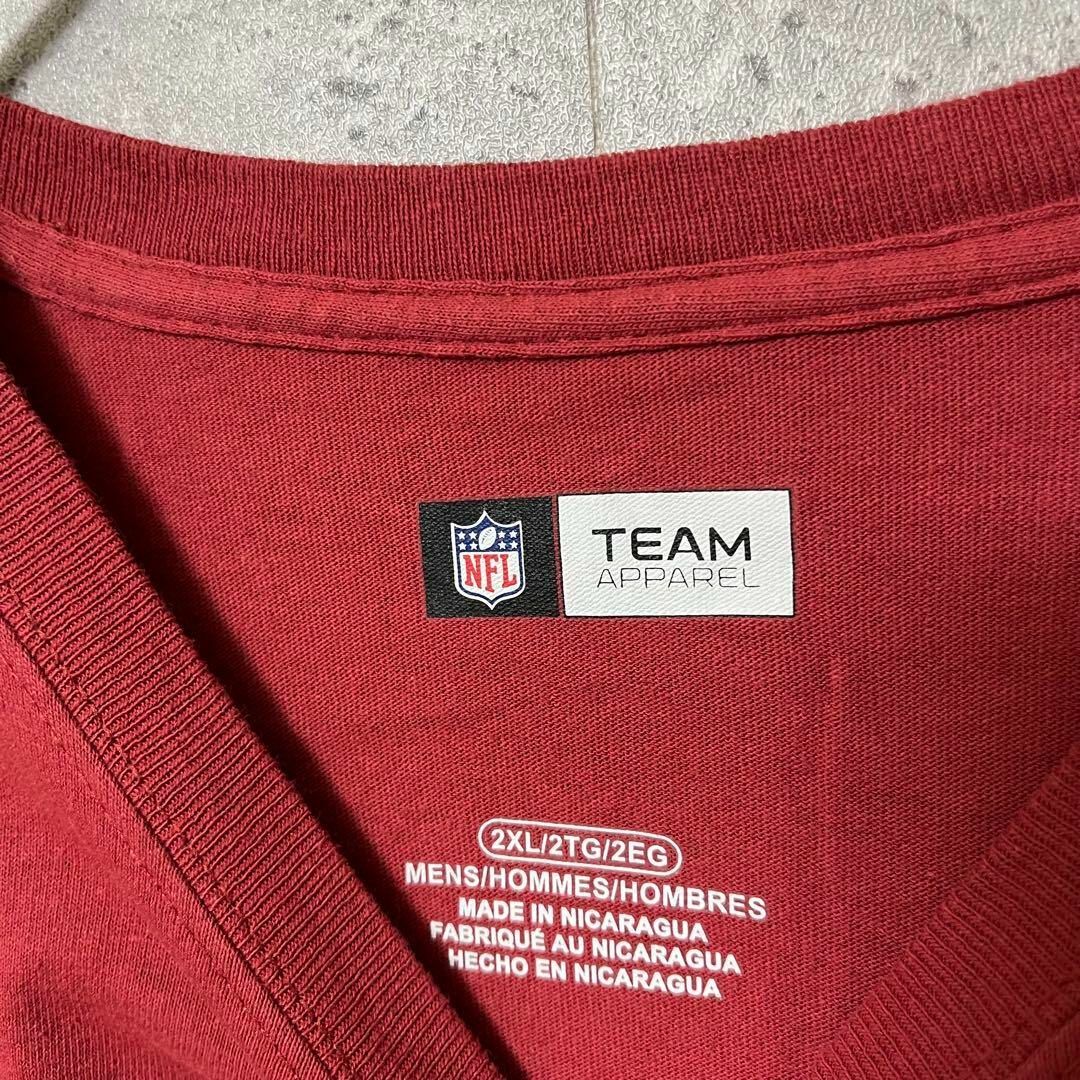 NFL
TEAM
APPAREL
2XL/2TG/2EG
MENS/HOMMES/HOMBRES
MADE IN NICARAGUA
FABRIQUÉ AU NICARAGUA
HECHO EN NICARAGUA